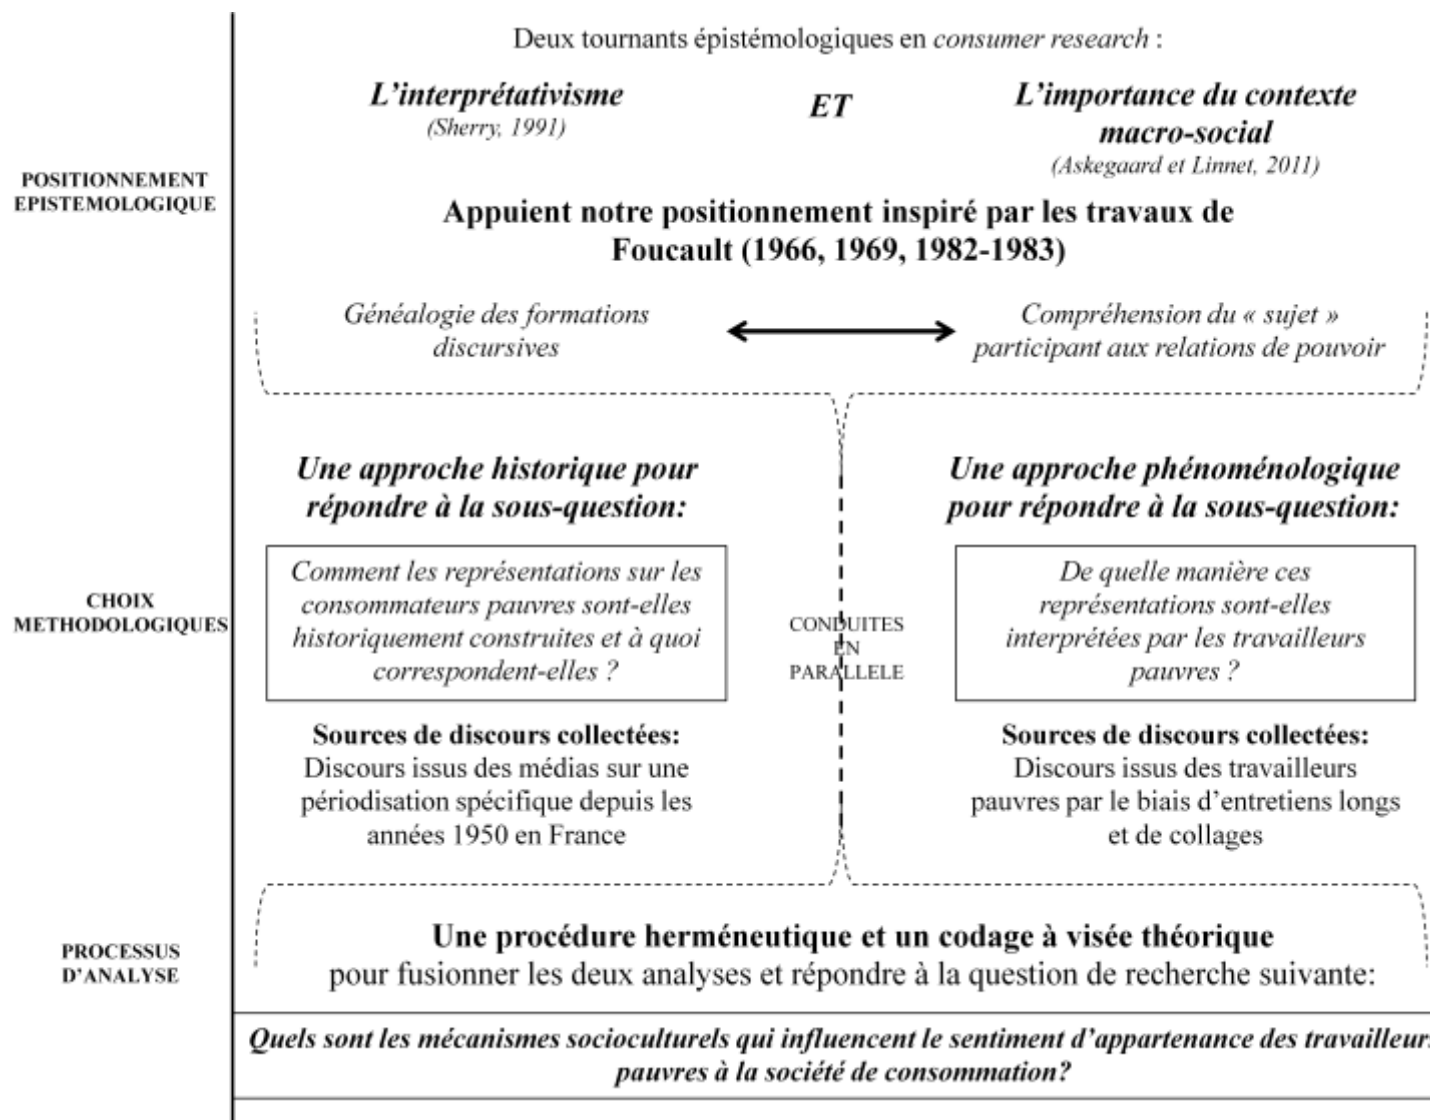 Deux tournants épistémologiques en consumer research :
L'interprétativisme
(Sherry, 1991)
ET
L'importance du contexte
macro-social
(Askegaard et Linnet, 2011)
POSITIONNEMENT
EPISTEMOLOGIQUE
Appuient notre positionnement inspiré par les travaux de
Foucault (1966, 1969, 1982-1983)
Généalogie des formations
discursives
Compréhension du « sujet »
participant aux relations de pouvoir
Une approche historique pour
répondre à la sous-question:
Une approche phénoménologique
pour répondre à la sous-question:
CHOIX
METHODOLOGIQUES
Comment les représentations sur les
consommateurs pauvres sont-elles
historiquement construites et à quoi
correspondent-elles ?
CONDUITES
EN
PARALLELE
De quelle manière ces
représentations sont-elles
interprétées par les travailleurs
pauvres ?
Sources de discours collectées:
Discours issus des médias sur une
périodisation spécifique depuis les
années 1950 en France
Sources de discours collectées:
Discours issus des travailleurs
pauvres par le biais d'entretiens longs
et de collages
PROCESSUS
D'ANALYSE
Une procédure herméneutique et un codage à visée théorique
pour fusionner les deux analyses et répondre à la question de recherche suivante:
Quels sont les mécanismes socioculturels qui influencent le sentiment d'appartenance des travailleurs
pauvres à la société de consommation?